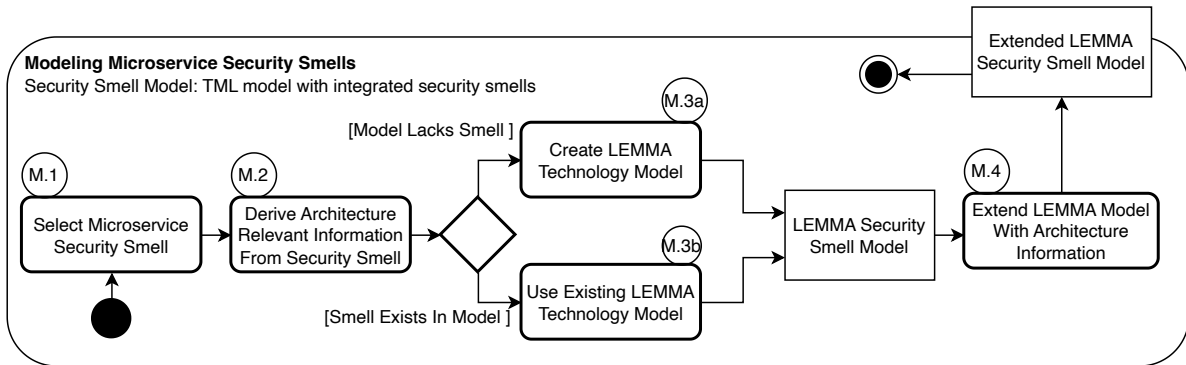 Modeling Microservice Security Smells
Security Smell Model: TML model with integrated security smells
Extended LEMMA
Security Smell Model
M.1
Select Microservice
Security Smell
M.2
Derive Architecture
Relevant Information
From Security Smell
[Model Lacks Smell ]
M.3a
Create LEMMA
Technology Model
[Smell Exists In Model ]
M.3b
Use Existing LEMMA
Technology Model
LEMMA Security
Smell Model
M.4
Extend LEMMA Model
With Architecture
Information